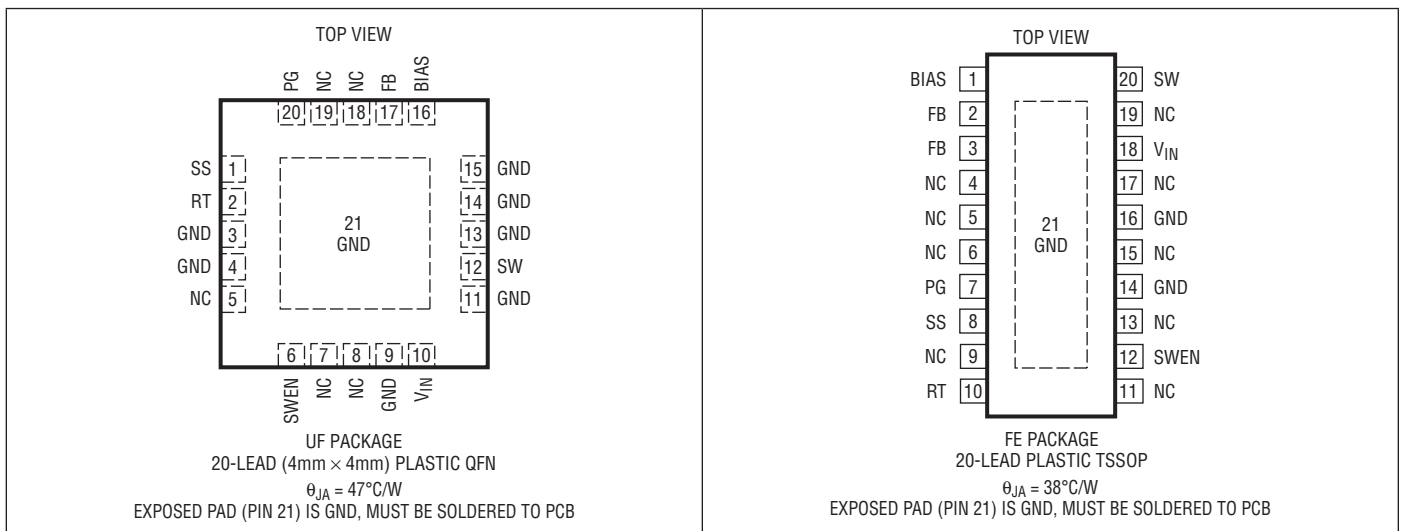 TOP VIEW
PG NC NC FB BIAS
20 19 18 17 16
SS 1
RT 2
GND 3
GND 4
NC 5
21
GND
15 GND
14 GND
13 GND
12 SW
11 GND
6 7 8 9 10
SWEN NC NC GND VIN
UF PACKAGE
20-LEAD (4mm × 4mm) PLASTIC QFN
θJA = 47°C/W
EXPOSED PAD (PIN 21) IS GND, MUST BE SOLDERED TO PCB
TOP VIEW
BIAS 1
FB 2
FB 3
NC 4
NC 5
NC 6
PG 7
SS 8
NC 9
RT 10
21
GND
20 SW
19 NC
18 VIN
17 NC
16 GND
15 NC
14 GND
13 NC
12 SWEN
11 NC
FE PACKAGE
20-LEAD PLASTIC TSSOP
θJA = 38°C/W
EXPOSED PAD (PIN 21) IS GND, MUST BE SOLDERED TO PCB